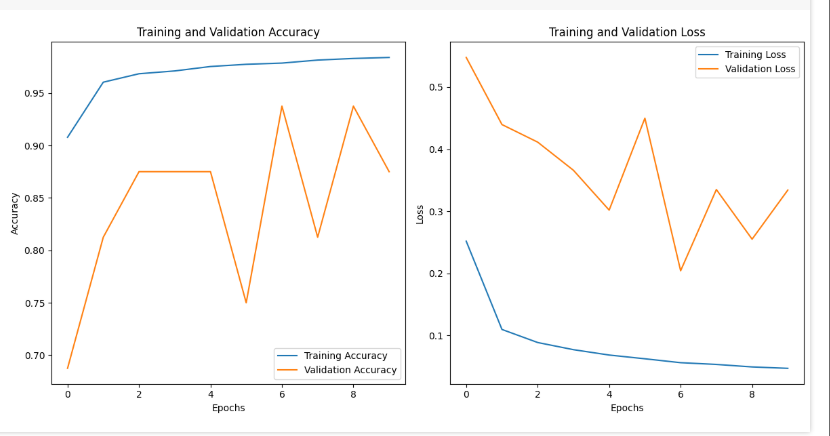 Training and Validation Accuracy
0.95
0.90
0.85
0.80
0.75
0.70
Accuracy
0 2 4 6 8
Epochs
Training Accuracy
Validation Accuracy
Training and Validation Loss
0.5
0.4
0.3
0.2
0.1
Loss
0 2 4 6 8
Epochs
Training Loss
Validation Loss